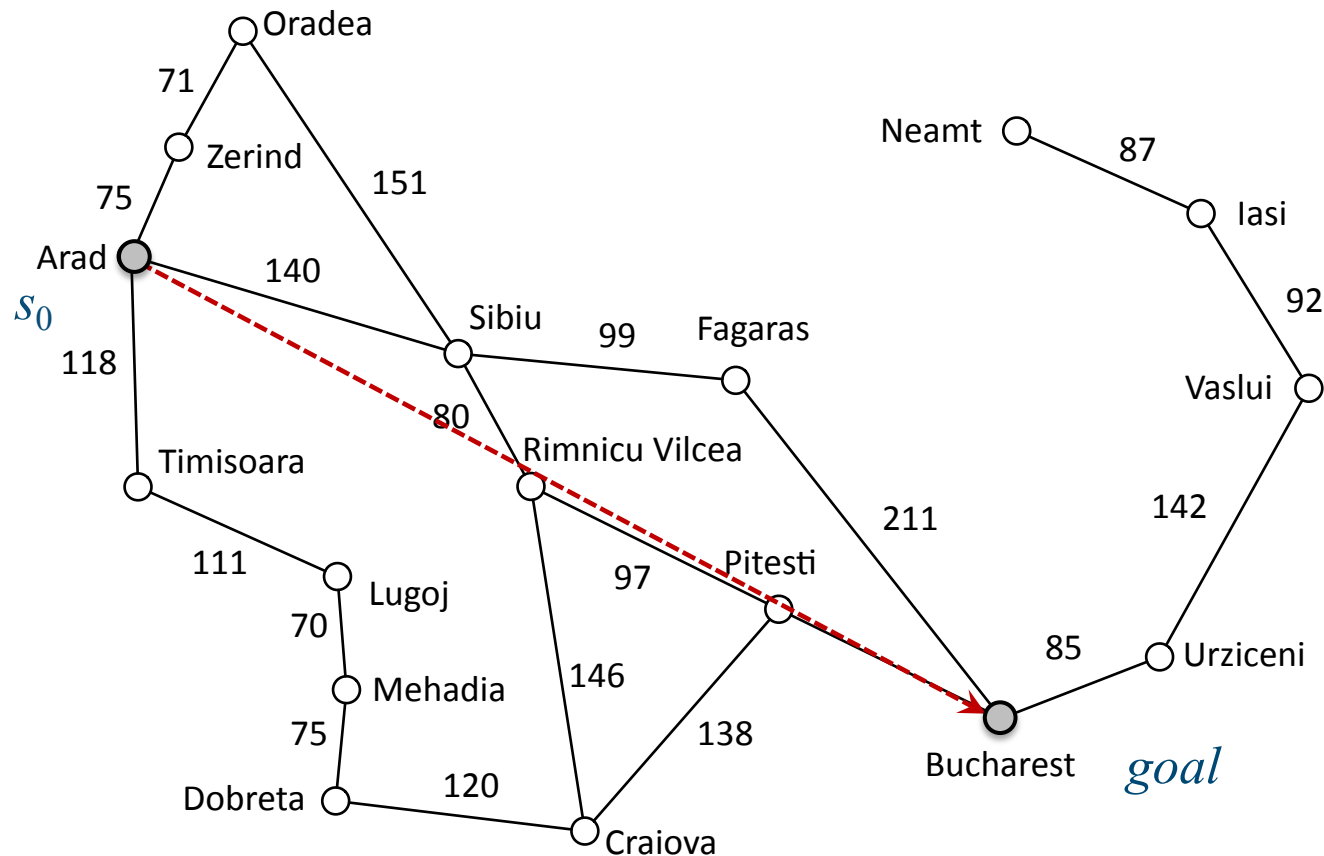 Oradea
71
Neamt
87
Zerind
151
75
Iasi
Arad
140
92
s0
Sibiu
99
Fagaras
118
Vaslui
80
Rimnicu Vilcea
Timisoara
142
211
111
97
Pitesti
Lugoj
70
85
Urziceni
146
Mehadia
75
138
Bucharest
goal
120
Dobreta
Craiova